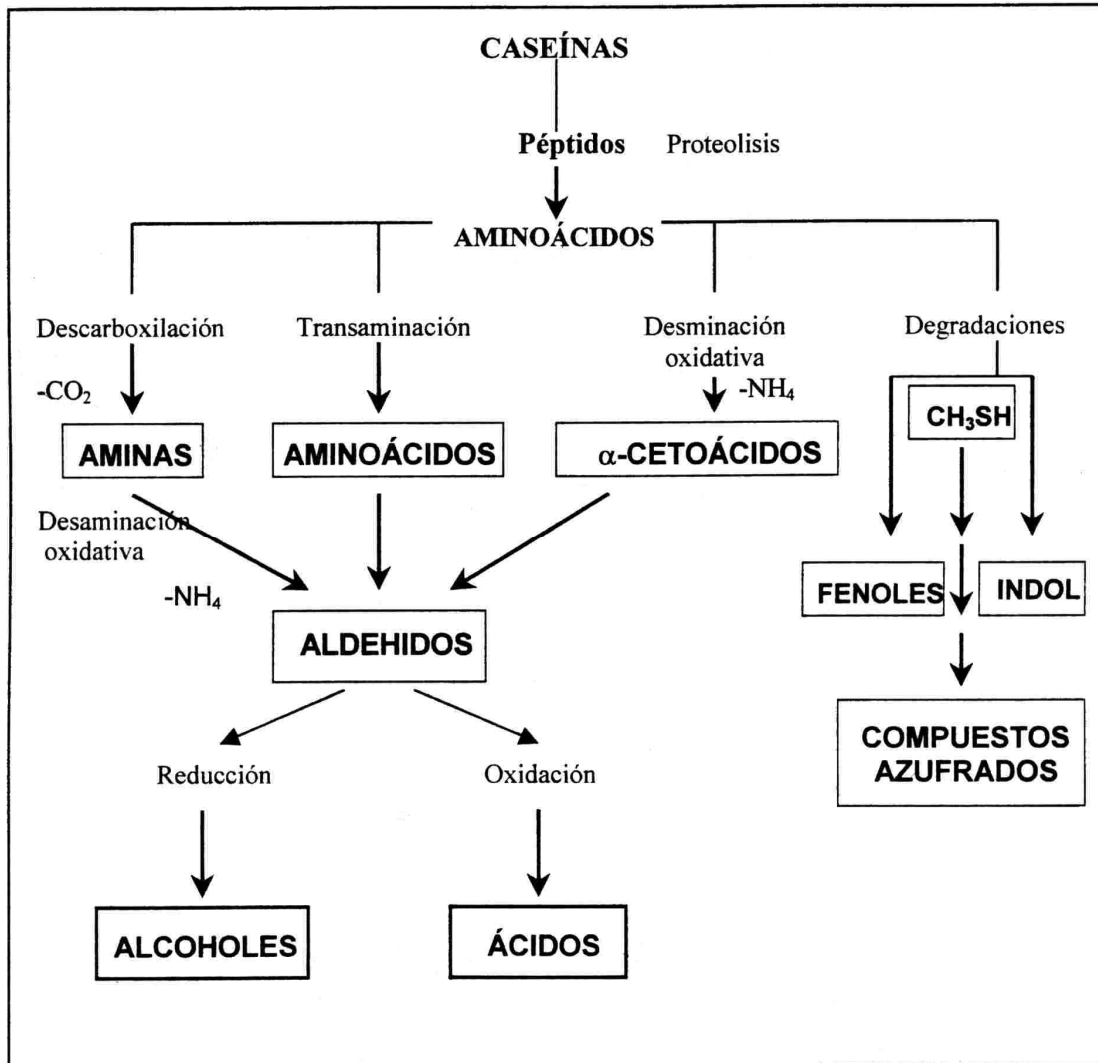 CASEÍNAS
Péptidos Proteolisis
AMINOÁCIDOS
Descarboxilación
-CO₂
AMINAS
Transaminación
AMINOÁCIDOS
Desminación
oxidativa
-NH₄
α-CETOÁCIDOS
Degradaciones
CH₃SH
FENOLES
INDOL
COMPUESTOS
AZUFRADOS
Desaminación
oxidativa
-NH₄
ALDEHIDOS
Reducción
Oxidación
ALCOHOLES
ÁCIDOS